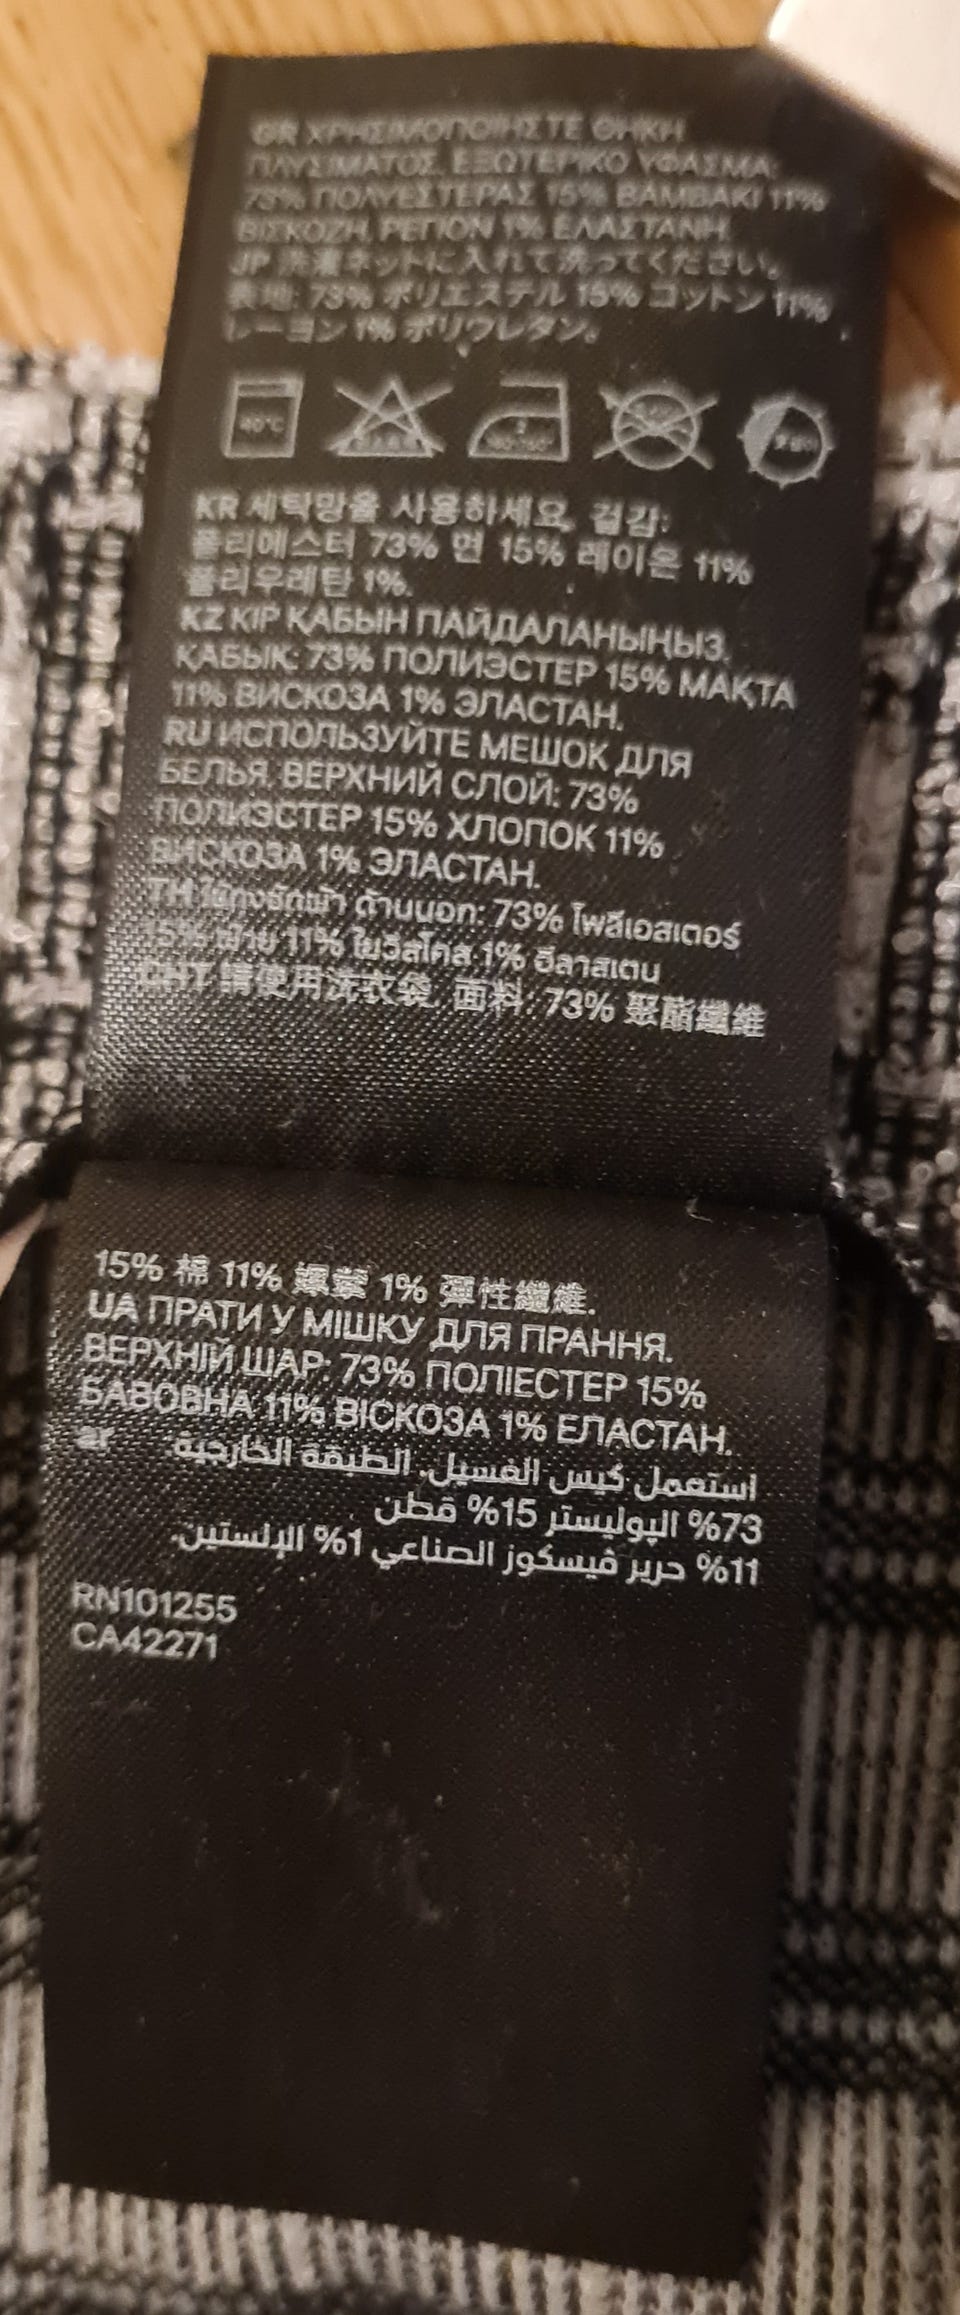 GR ΧΡΗΣΙΜΟΠΟΙΗΣΤΕ ΘΗΚΗ
ΠΛΥΣΙΜΑΤΟΣ. ΕΞΩΤΕΡΙΚΟ ΥΦΑΣΜΑ:
73% ΠΟΛΥΕΣΤΕΡΑΣ 15% ΒΑΜΒΑΚΙ 11%
ΒΙΣΚΟΖΗ, ΡΕΓΙΟΝ 1% ΕΛΑΣΤΑΝΗ.
JP 洗濯ネットに入れて洗ってください。
表地: 73% ポリエステル 15% コットン 11%
レーヨン 1% ポリウレタン。
40°C
KR 세탁망을 사용하세요. 겉감:
폴리에스터 73% 면 15% 레이온 11%
폴리우레탄 1%.
KZ КІР ҚАБЫН ПАЙДАЛАНЫҢЫЗ.
ҚАБЫҚ: 73% ПОЛИЭСТЕР 15% МАҚТА
11% ВИСКОЗА 1% ЭЛАСТАН.
RU ИСПОЛЬЗУЙТЕ МЕШОК ДЛЯ
БЕЛЬЯ. ВЕРХНИЙ СЛОЙ: 73%
ПОЛИЭСТЕР 15% ХЛОПОК 11%
ВИСКОЗА 1% ЭЛАСТАН.
TH ใช้ถุงซักผ้า ด้านนอก: 73% โพลีเอสเตอร์
15% ฝ้าย 11% ใยวิสโคส 1% อีลาสเตน
CHT 請使用洗衣袋. 面料: 73% 聚酯纖維
15% 棉 11% 嫘縈 1% 彈性纖維.
UA ПРАТИ У МІШКУ ДЛЯ ПРАННЯ.
ВЕРХНІЙ ШАР: 73% ПОЛІЕСТЕР 15%
БАВОВНА 11% ВІСКОЗА 1% ЕЛАСТАН.
ar استعمل كيس الغسيل. الطبقة الخارجية:
73% البوليستر 15% قطن
11% حرير فيسكوز الصناعي 1% الإلستين.
RN101255
CA42271